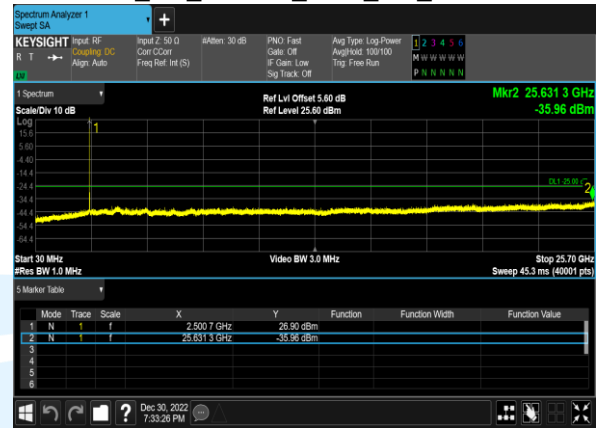 Spectrum Analyzer 1
Swept SA
+
KEYSIGHT Input: RF Input Z: 50 Ω #Atten: 30 dB PNO: Fast Avg Type: Log-Power 1 2 3 4 5 6
R T Coupling: DC Corr CCorr Gate: Off Avg|Hold: 100/100 M W W W W W
Align: Auto Freq Ref: Int (S) IF Gain: Low Trig: Free Run
LW Sig Track: Off P N N N N N
1 Spectrum Ref Lvl Offset 5.60 dB Mkr2 25.631 3 GHz
Scale/Div 10 dB Ref Level 25.60 dBm -35.96 dBm
Log
1
15.6
5.60
-4.40
-14.4
DL1 -25.00
-24.4
2
-34.4
-44.4
-54.4
-64.4
Start 30 MHz Video BW 3.0 MHz Stop 25.70 GHz
#Res BW 1.0 MHz Sweep 45.3 ms (40001 pts)
5 Marker Table
Mode Trace Scale X Y Function Function Width Function Value
1 N 1 f 2.500 7 GHz 26.90 dBm
2 N 1 f 25.631 3 GHz -35.96 dBm
3
4
5
6
? Dec 30, 2022
7:33:26 PM